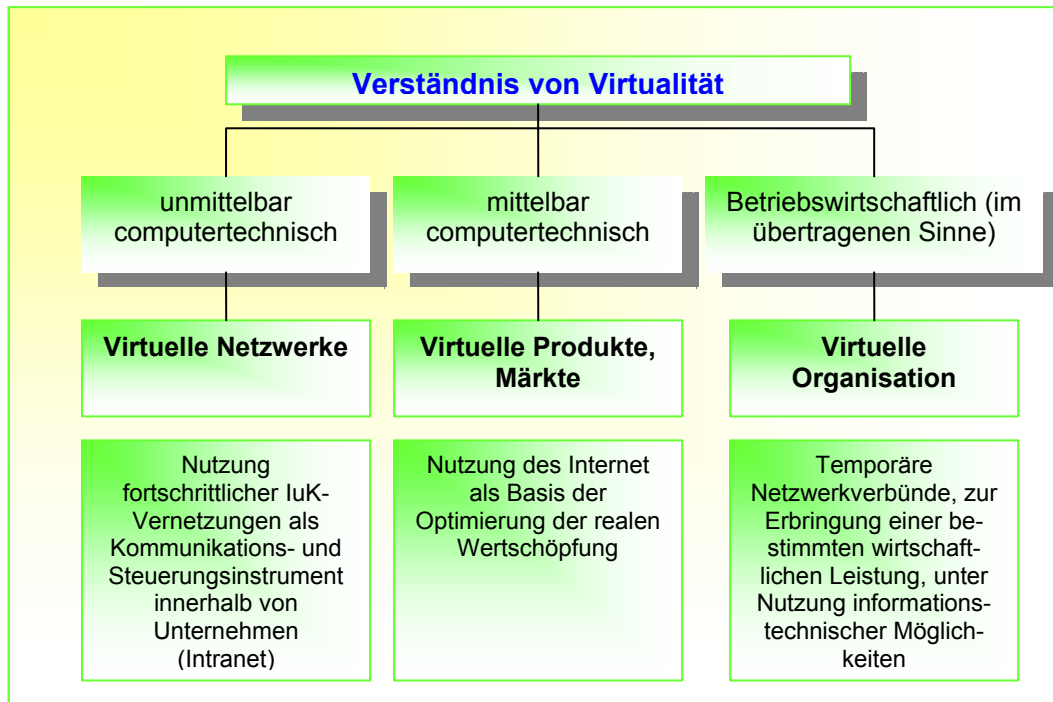 Verständnis von Virtualität
unmittelbar
computertechnisch
mittelbar
computertechnisch
Betriebswirtschaftlich (im
übertragenen Sinne)
Virtuelle Netzwerke
Virtuelle Produkte,
Märkte
Virtuelle
Organisation
Nutzung
fortschrittlicher IuK-
Vernetzungen als
Kommunikations- und
Steuerungsinstrument
innerhalb von
Unternehmen
(Intranet)
Nutzung des Internet
als Basis der
Optimierung der realen
Wertschöpfung
Temporäre
Netzwerkverbünde, zur
Erbringung einer be-
stimmten wirtschaft-
lichen Leistung, unter
Nutzung informations-
technischer Möglich-
keiten